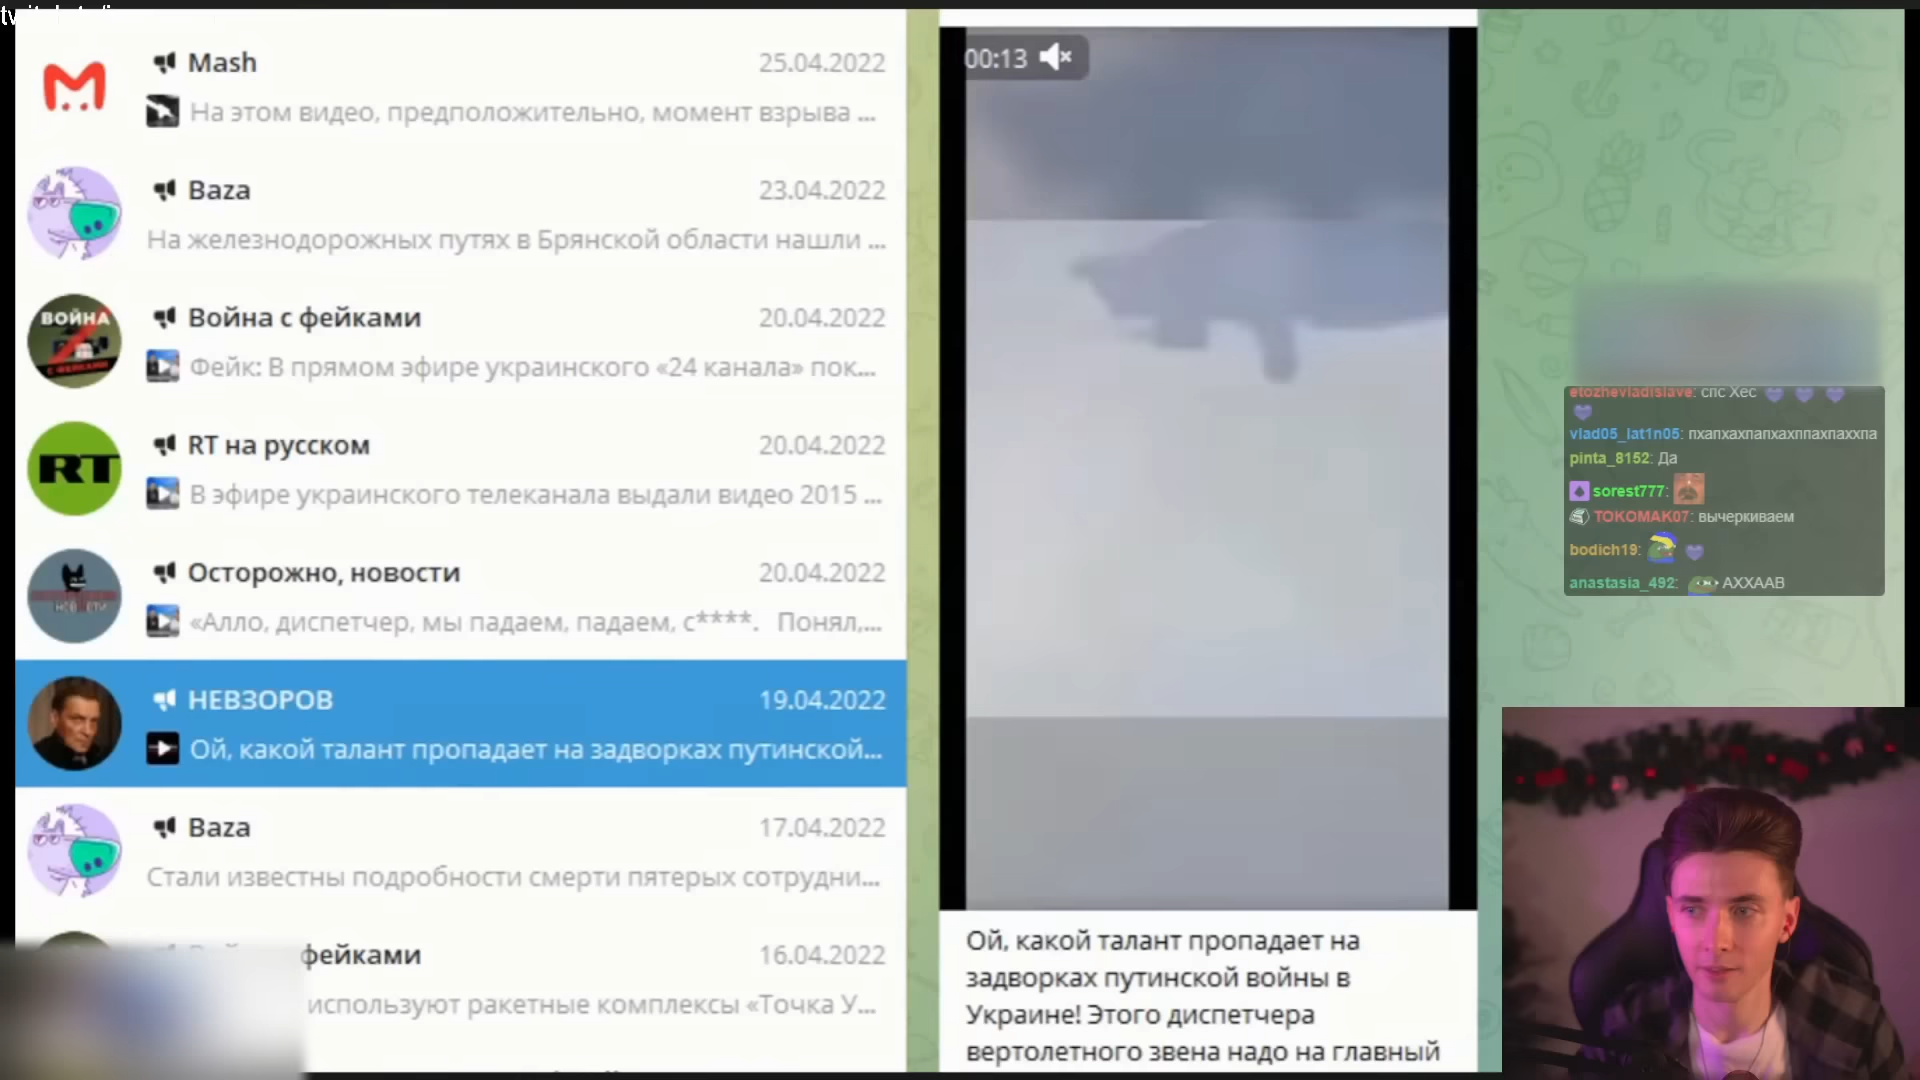 Mash 25.04.2022
На этом видео, предположительно, момент взрыва ...
Baza 23.04.2022
На железнодорожных путях в Брянской области нашли ...
ВОЙНА
С ФЕЙКАМИ
Война с фейками 20.04.2022
Фейк: В прямом эфире украинского «24 канала» пок...
RT
RT на русском 20.04.2022
В эфире украинского телеканала выдали видео 2015 ...
Осторожно, новости 20.04.2022
«Алло, диспетчер, мы падаем, падаем, с****. Понял,...
НЕВЗОРОВ 19.04.2022
Ой, какой талант пропадает на задворках путинской...
Baza 17.04.2022
Стали известны подробности смерти пятерых сотрудни...
фейками 16.04.2022
используют ракетные комплексы «Точка У...
00:13
Ой, какой талант пропадает на
задворках путинской войны в
Украине! Этого диспетчера
вертолетного звена надо на главный
etozhevladislave: спс Хес
vlad05_lat1n05: пхапхахпапхахппахпаххпа
pinta_8152: Да
sorest777:
TOKOMAK07: вычеркиваем
bodich19:
anastasia_492: АХХААВ